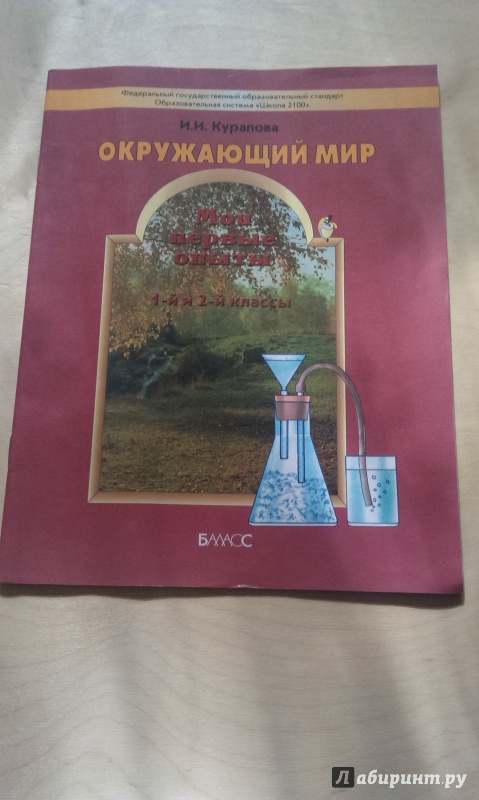 Федеральный государственный образовательный стандарт
Образовательная система «Школа 2100»
И.И. Курапова
ОКРУЖАЮЩИЙ МИР
Мои
первые
опыты
1-й и 2-й классы
БАЛАСС
Лабиринт.ру